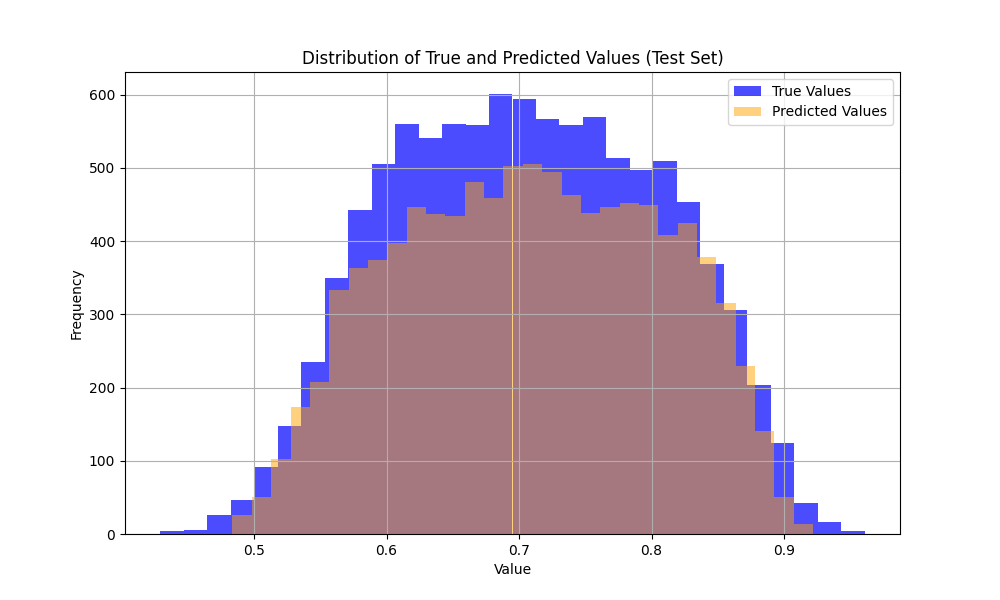 Distribution of True and Predicted Values (Test Set)
True Values
Predicted Values
Frequency
600
500
400
300
200
100
0
0.5 0.6 0.7 0.8 0.9
Value